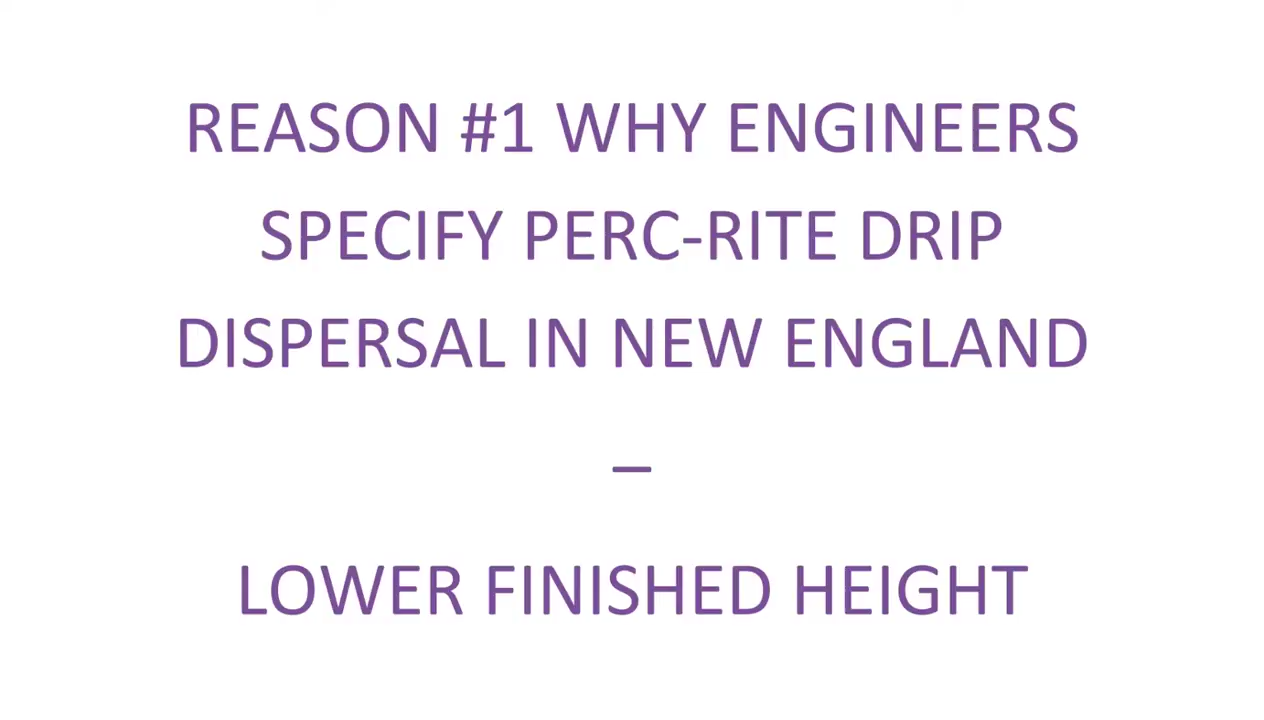 REASON #1 WHY ENGINEERS
SPECIFY PERC-RITE DRIP
DISPERSAL IN NEW ENGLAND
–
LOWER FINISHED HEIGHT